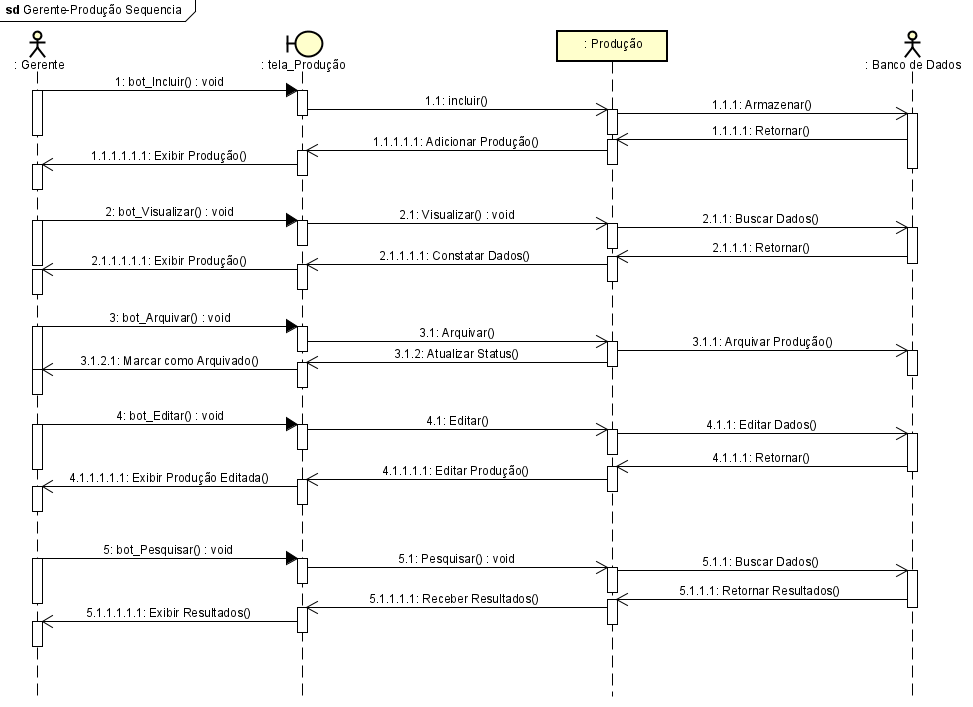 sd Gerente-Produção Sequencia
: Gerente
: tela_Produção
: Produção
: Banco de Dados
1: bot_Incluir() : void
1.1: incluir()
1.1.1: Armazenar()
1.1.1.1: Retornar()
1.1.1.1.1: Adicionar Produção()
1.1.1.1.1.1: Exibir Produção()
2: bot_Visualizar() : void
2.1: Visualizar() : void
2.1.1: Buscar Dados()
2.1.1.1: Retornar()
2.1.1.1.1: Constatar Dados()
2.1.1.1.1.1: Exibir Produção()
3: bot_Arquivar() : void
3.1: Arquivar()
3.1.1: Arquivar Produção()
3.1.2: Atualizar Status()
3.1.2.1: Marcar como Arquivado()
4: bot_Editar() : void
4.1: Editar()
4.1.1: Editar Dados()
4.1.1.1: Retornar()
4.1.1.1.1: Editar Produção()
4.1.1.1.1.1: Exibir Produção Editada()
5: bot_Pesquisar() : void
5.1: Pesquisar() : void
5.1.1: Buscar Dados()
5.1.1.1: Retornar Resultados()
5.1.1.1.1: Receber Resultados()
5.1.1.1.1.1: Exibir Resultados()